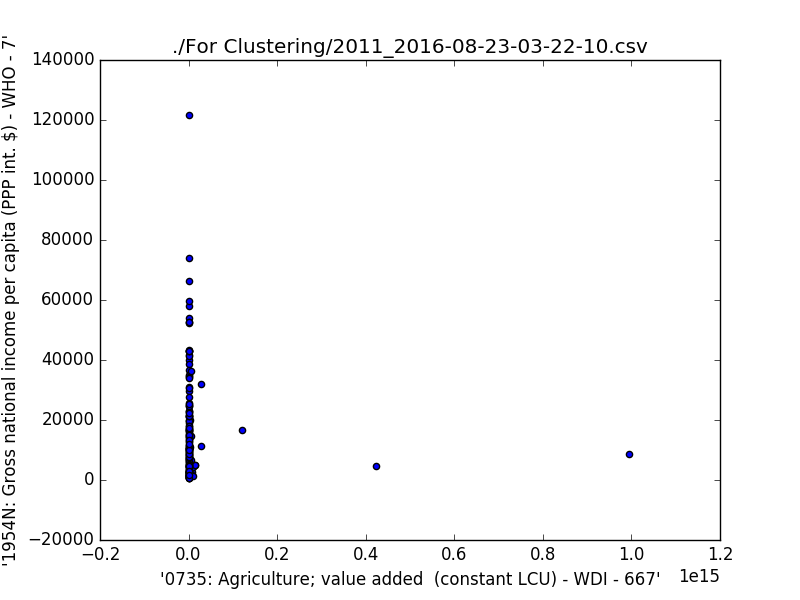 ./For Clustering/2011_2016-08-23-03-22-10.csv
'1954N: Gross national income per capita (PPP int. $) - WHO - 7'
140000
120000
100000
80000
60000
40000
20000
0
−20000
−0.2 0.0 0.2 0.4 0.6 0.8 1.0 1.2
1e15
'0735: Agriculture; value added  (constant LCU) - WDI - 667'